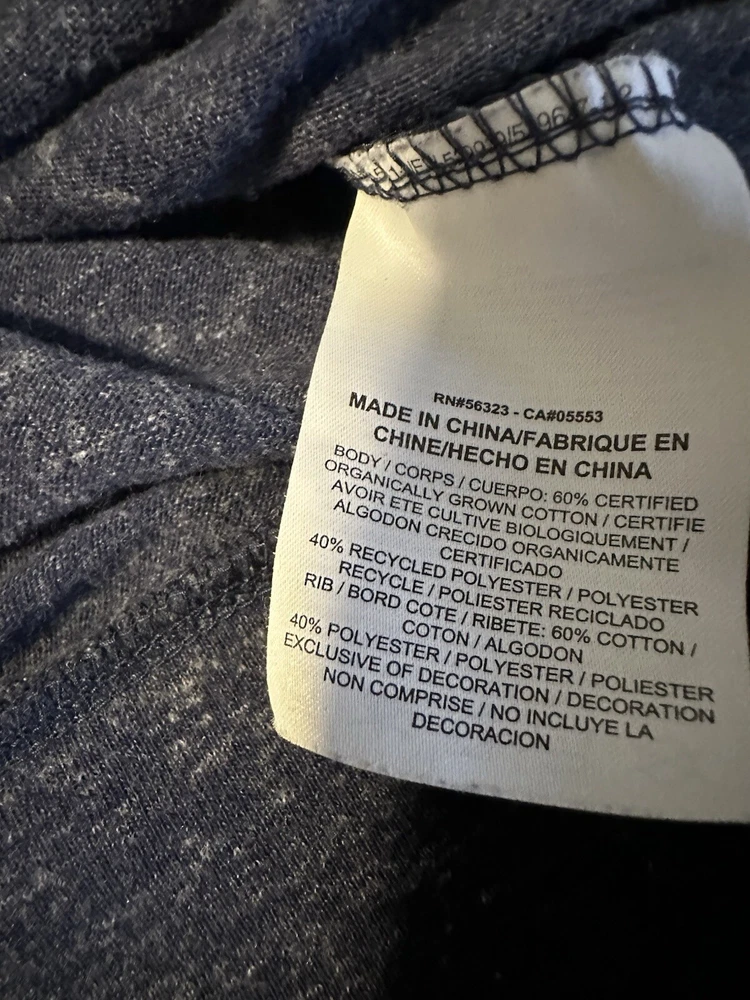 RN#56323 - CA#05553
MADE IN CHINA/FABRIQUE EN
CHINE/HECHO EN CHINA
BODY / CORPS / CUERPO: 60% CERTIFIED
ORGANICALLY GROWN COTTON / CERTIFIE
AVOIR ETE CULTIVE BIOLOGIQUEMENT /
ALGODON CRECIDO ORGANICAMENTE
CERTIFICADO
40% RECYCLED POLYESTER / POLYESTER
RECYCLE / POLIESTER RECICLADO
RIB / BORD COTE / RIBETE: 60% COTTON /
COTON / ALGODON
40% POLYESTER / POLYESTER / POLIESTER
EXCLUSIVE OF DECORATION / DECORATION
NON COMPRISE / NO INCLUYE LA
DECORACION